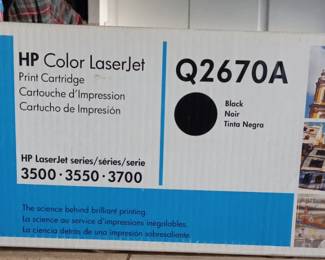 HP Color LaserJet
Print Cartridge
Cartouche d'Impression
Cartucho de Impresión
Q2670A
Black
Noir
Tinta Negra
HP LaserJet series/séries/serie
3500 · 3550 · 3700
The science behind brilliant printing.
La science au service d'impressions inégalables.
La ciencia detrás de una impresión sobresaliente.